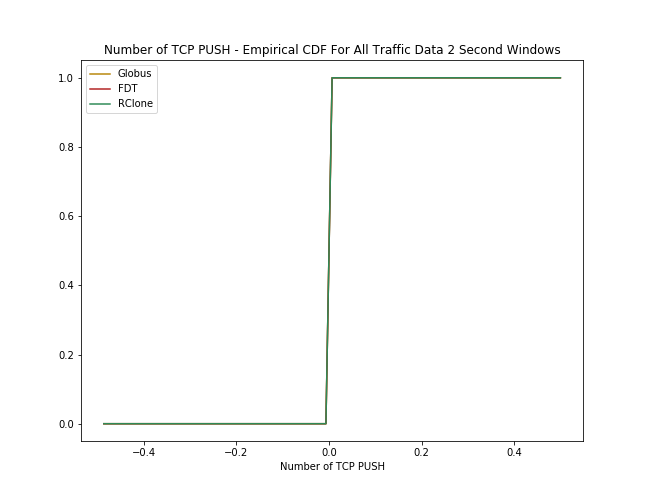 Number of TCP PUSH - Empirical CDF For All Traffic Data 2 Second Windows
Globus
FDT
RClone
1.0
0.8
0.6
0.4
0.2
0.0
−0.4
−0.2
0.0
0.2
0.4
Number of TCP PUSH